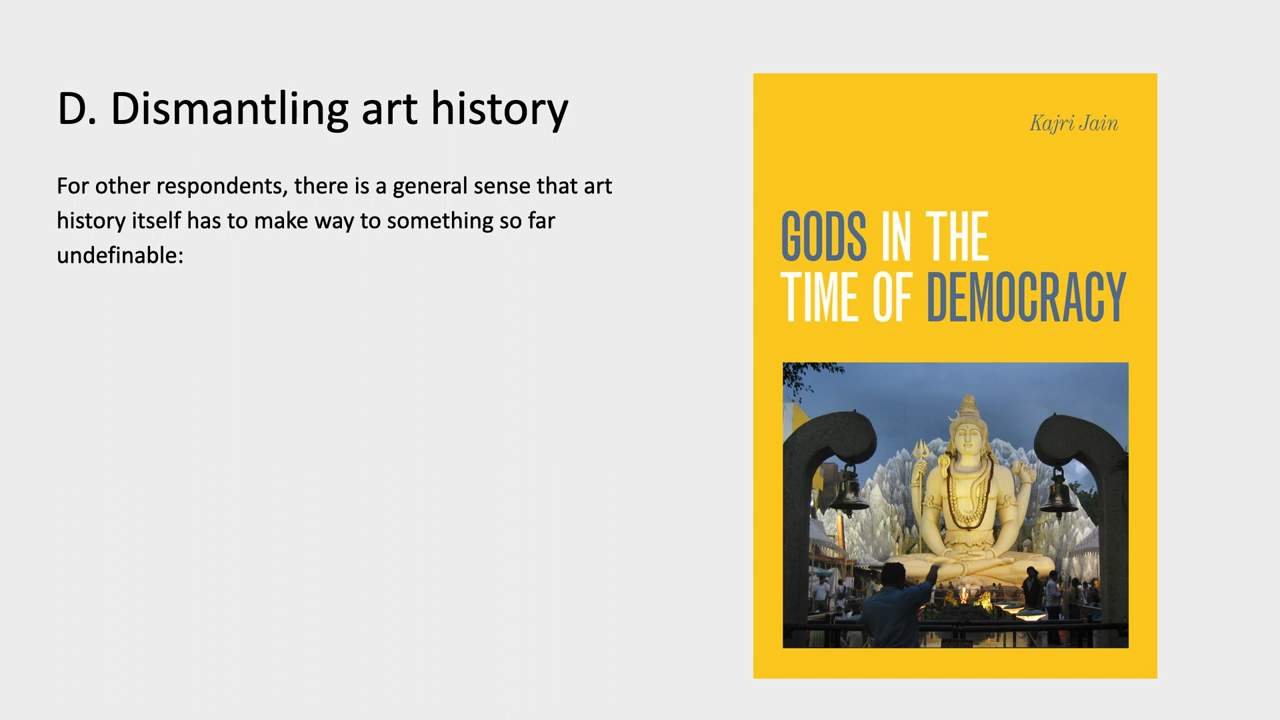 D. Dismantling art history
For other respondents, there is a general sense that art
history itself has to make way to something so far
undefinable:
Kajri Jain
GODS IN THE
TIME OF DEMOCRACY